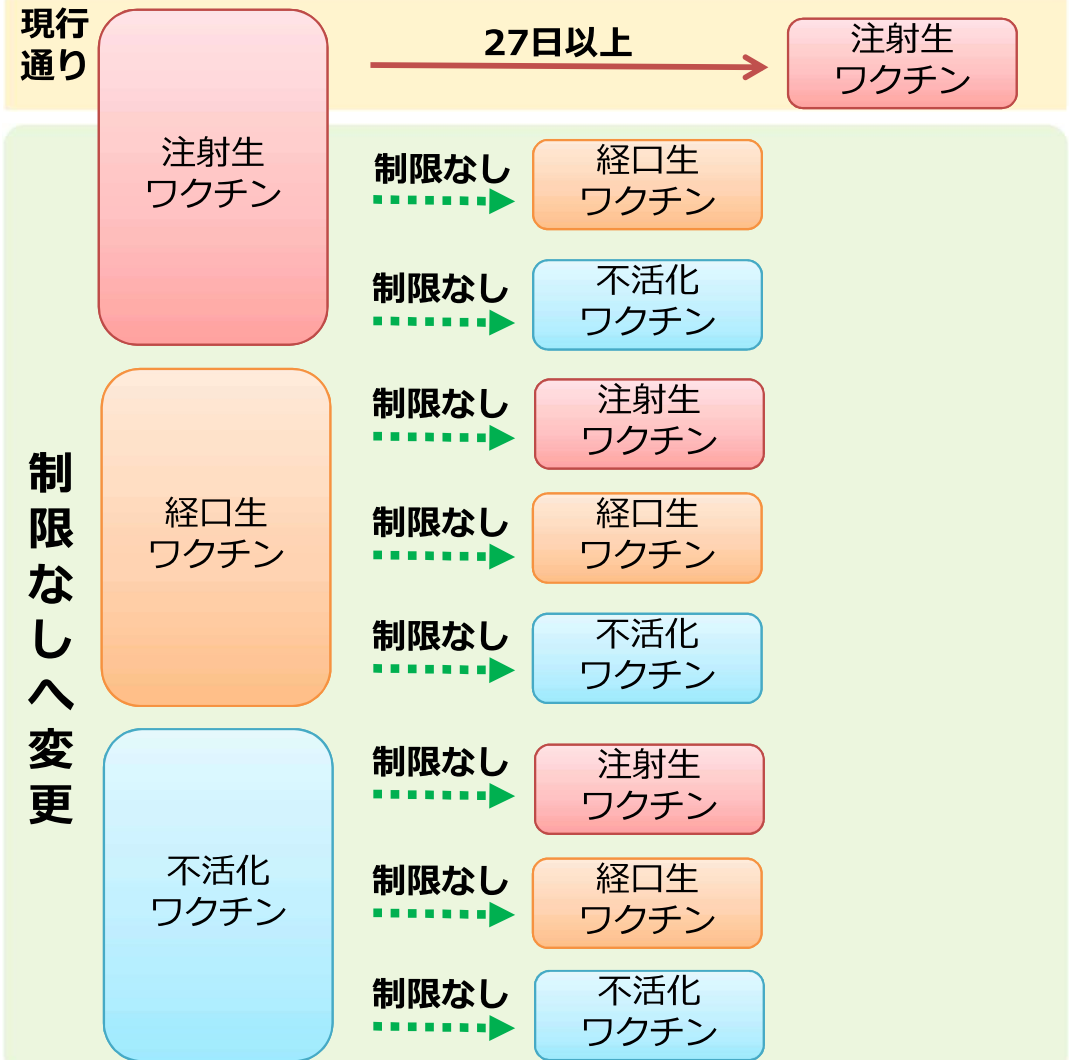 現行
通り
注射生
ワクチン
27日以上
注射生
ワクチン
制限なしへ変更
制限なし
経口生
ワクチン
制限なし
不活化
ワクチン
経口生
ワクチン
制限なし
注射生
ワクチン
制限なし
経口生
ワクチン
制限なし
不活化
ワクチン
不活化
ワクチン
制限なし
注射生
ワクチン
制限なし
経口生
ワクチン
制限なし
不活化
ワクチン